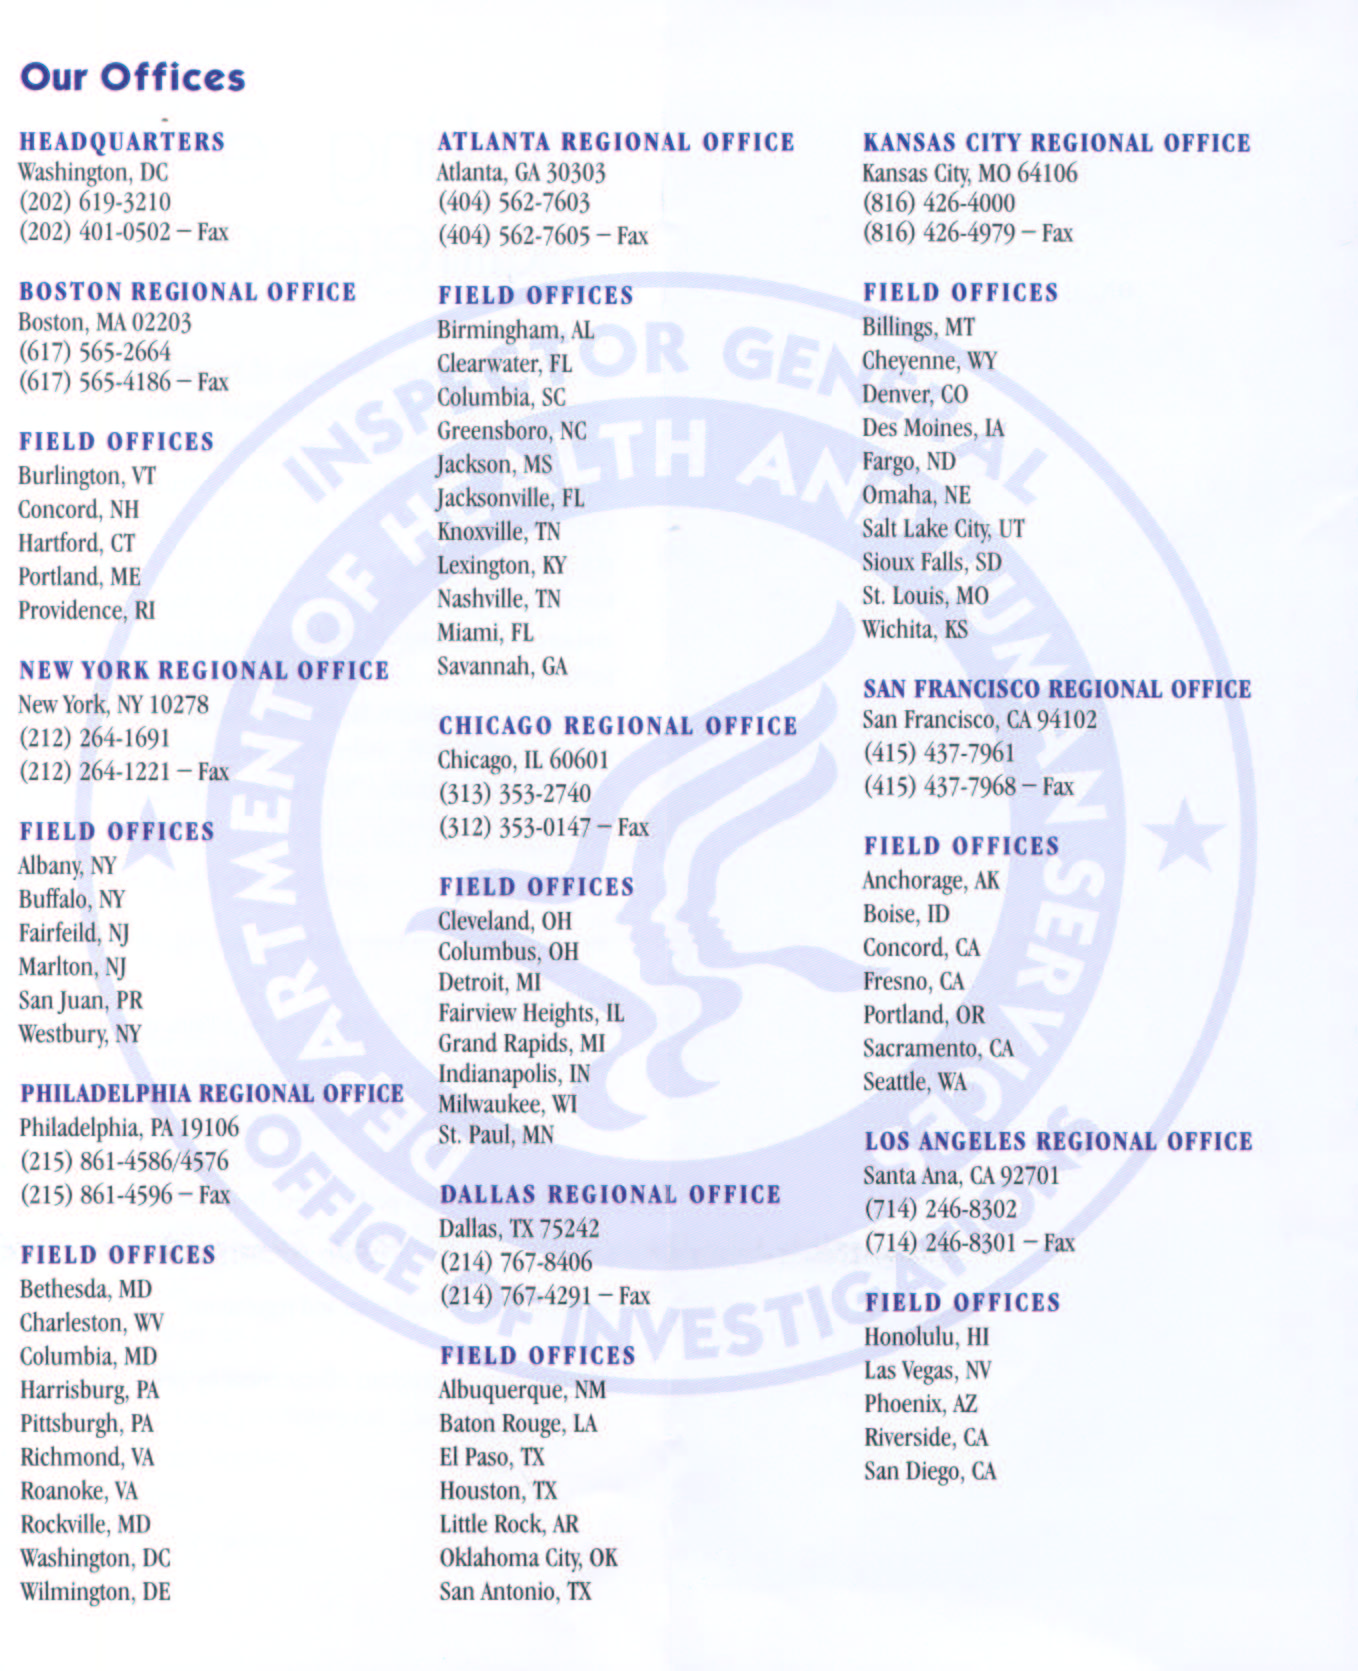 Our Offices
HEADQUARTERS
Washington, DC
(202) 619-3210
(202) 401-0502 – Fax
BOSTON REGIONAL OFFICE
Boston, MA 02203
(617) 565-2664
(617) 565-4186 – Fax
FIELD OFFICES
Burlington, VT
Concord, NH
Hartford, CT
Portland, ME
Providence, RI
NEW YORK REGIONAL OFFICE
New York, NY 10278
(212) 264-1691
(212) 264-1221 – Fax
FIELD OFFICES
Albany, NY
Buffalo, NY
Fairfeild, NJ
Marlton, NJ
San Juan, PR
Westbury, NY
PHILADELPHIA REGIONAL OFFICE
Philadelphia, PA 19106
(215) 861-4586/4576
(215) 861-4596 – Fax
FIELD OFFICES
Bethesda, MD
Charleston, WV
Columbia, MD
Harrisburg, PA
Pittsburgh, PA
Richmond, VA
Roanoke, VA
Rockville, MD
Washington, DC
Wilmington, DE
ATLANTA REGIONAL OFFICE
Atlanta, GA 30303
(404) 562-7603
(404) 562-7605 – Fax
FIELD OFFICES
Birmingham, AL
Clearwater, FL
Columbia, SC
Greensboro, NC
Jackson, MS
Jacksonville, FL
Knoxville, TN
Lexington, KY
Nashville, TN
Miami, FL
Savannah, GA
CHICAGO REGIONAL OFFICE
Chicago, IL 60601
(313) 353-2740
(312) 353-0147 – Fax
FIELD OFFICES
Cleveland, OH
Columbus, OH
Detroit, MI
Fairview Heights, IL
Grand Rapids, MI
Indianapolis, IN
Milwaukee, WI
St. Paul, MN
DALLAS REGIONAL OFFICE
Dallas, TX 75242
(214) 767-8406
(214) 767-4291 – Fax
FIELD OFFICES
Albuquerque, NM
Baton Rouge, LA
El Paso, TX
Houston, TX
Little Rock, AR
Oklahoma City, OK
San Antonio, TX
KANSAS CITY REGIONAL OFFICE
Kansas City, MO 64106
(816) 426-4000
(816) 426-4979 – Fax
FIELD OFFICES
Billings, MT
Cheyenne, WY
Denver, CO
Des Moines, IA
Fargo, ND
Omaha, NE
Salt Lake City, UT
Sioux Falls, SD
St. Louis, MO
Wichita, KS
SAN FRANCISCO REGIONAL OFFICE
San Francisco, CA 94102
(415) 437-7961
(415) 437-7968 – Fax
FIELD OFFICES
Anchorage, AK
Boise, ID
Concord, CA
Fresno, CA
Portland, OR
Sacramento, CA
Seattle, WA
LOS ANGELES REGIONAL OFFICE
Santa Ana, CA 92701
(714) 246-8302
(714) 246-8301 – Fax
FIELD OFFICES
Honolulu, HI
Las Vegas, NV
Phoenix, AZ
Riverside, CA
San Diego, CA
INSPECTOR GENERAL
DEPARTMENT OF HEALTH AND HUMAN SERVICES
OFFICE OF INVESTIGATIONS